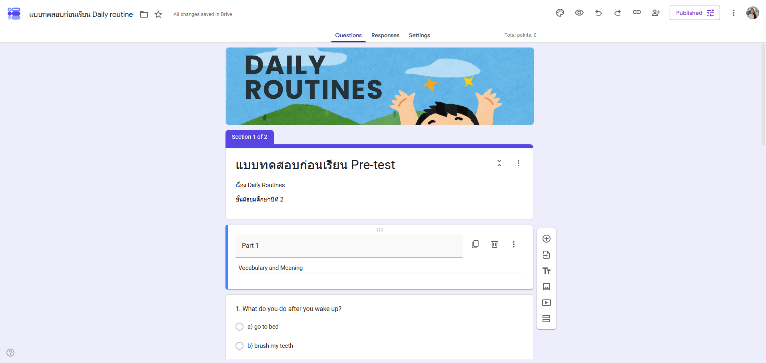 แบบทดสอบก่อนเรียน Daily routine
All changes saved in Drive
Published
Questions
Responses
Settings
Total points: 0
DAILY
ROUTINES
Section 1 of 2
แบบทดสอบก่อนเรียน Pre-test
เรื่อง Daily Routines
ชั้นมัธยมศึกษาปีที่ 2
Part 1
Vocabulary and Meaning
1. What do you do after you wake up?
a) go to bed
b) brush my teeth